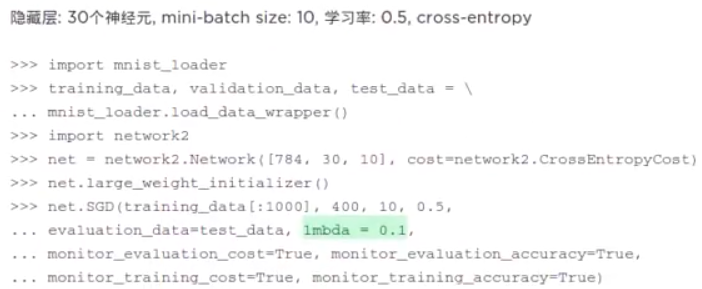 隐藏层: 30个神经元, mini-batch size: 10, 学习率: 0.5, cross-entropy
>>> import mnist_loader
>>> training_data, validation_data, test_data = \
... mnist_loader.load_data_wrapper()
>>> import network2
>>> net = network2.Network([784, 30, 10], cost=network2.CrossEntropyCost)
>>> net.large_weight_initializer()
>>> net.SGD(training_data[:1000], 400, 10, 0.5,
... evaluation_data=test_data, lmbda = 0.1,
... monitor_evaluation_cost=True, monitor_evaluation_accuracy=True,
... monitor_training_cost=True, monitor_training_accuracy=True)